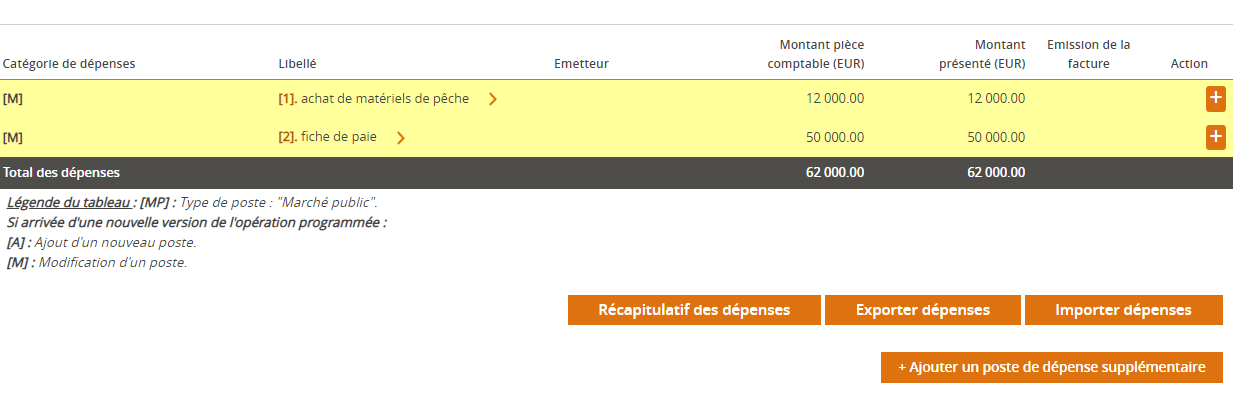 Catégorie de dépenses Libellé Emetteur Montant pièce comptable (EUR) Montant présenté (EUR) Emission de la facture Action
[M] [1]. achat de matériels de pêche 12 000.00 12 000.00 +
[M] [2]. fiche de paie 50 000.00 50 000.00 +
Total des dépenses 62 000.00 62 000.00
Légende du tableau : [MP] : Type de poste : "Marché public".
Si arrivée d'une nouvelle version de l'opération programmée :
[A] : Ajout d'un nouveau poste.
[M] : Modification d'un poste.
Récapitulatif des dépenses Exporter dépenses Importer dépenses
+ Ajouter un poste de dépense supplémentaire